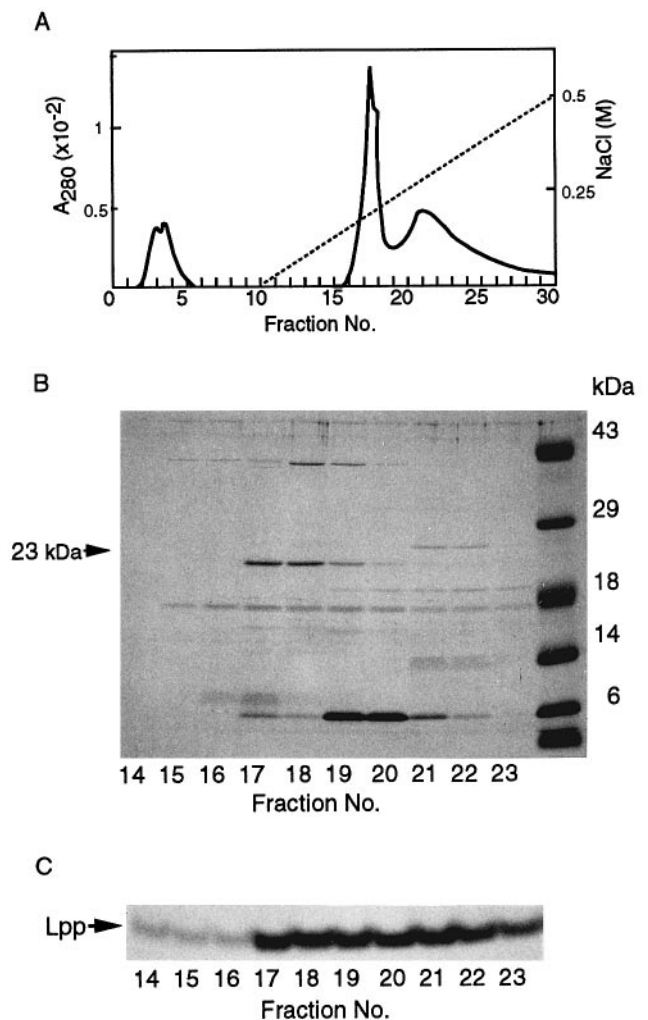 A
A280 (x10-2)
1
0.5
0.5
0.25
NaCl (M)
0 5 10 15 20 25 30
Fraction No.
B
kDa
43
29
23 kDa
18
14
6
14 15 16 17 18 19 20 21 22 23
Fraction No.
C
Lpp
14 15 16 17 18 19 20 21 22 23
Fraction No.